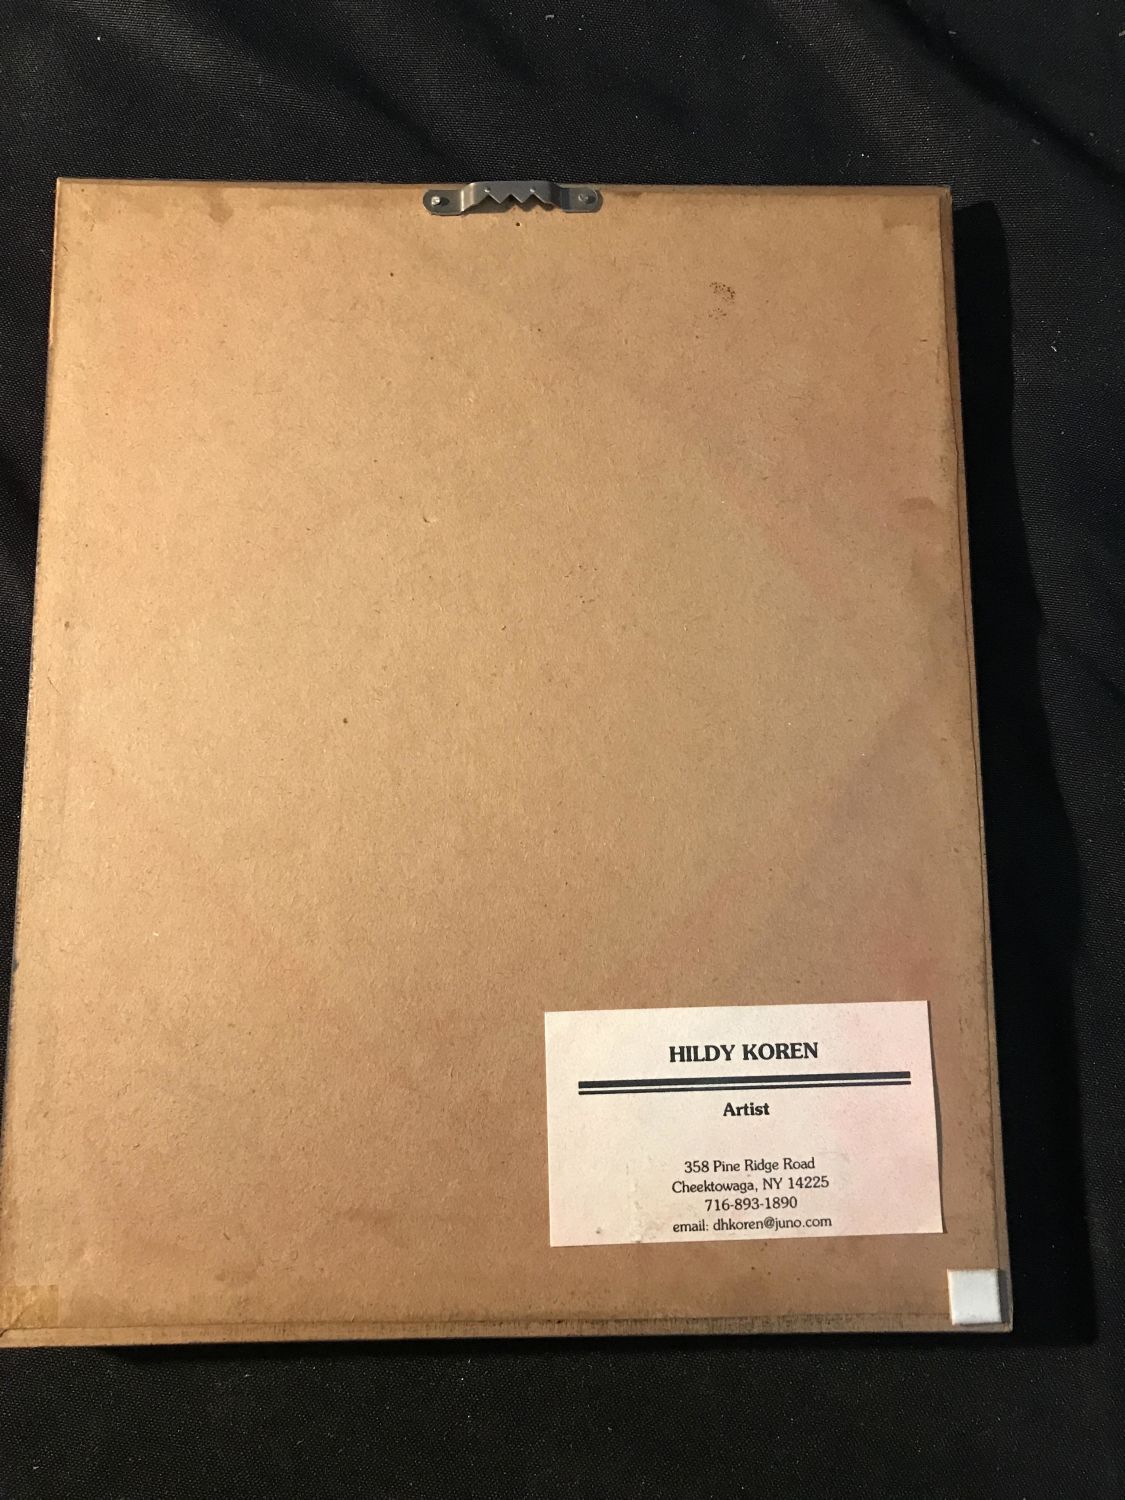 HILDY KOREN
Artist
358 Pine Ridge Road
Cheektowaga, NY 14225
716-893-1890
email: dhkoren@juno.com